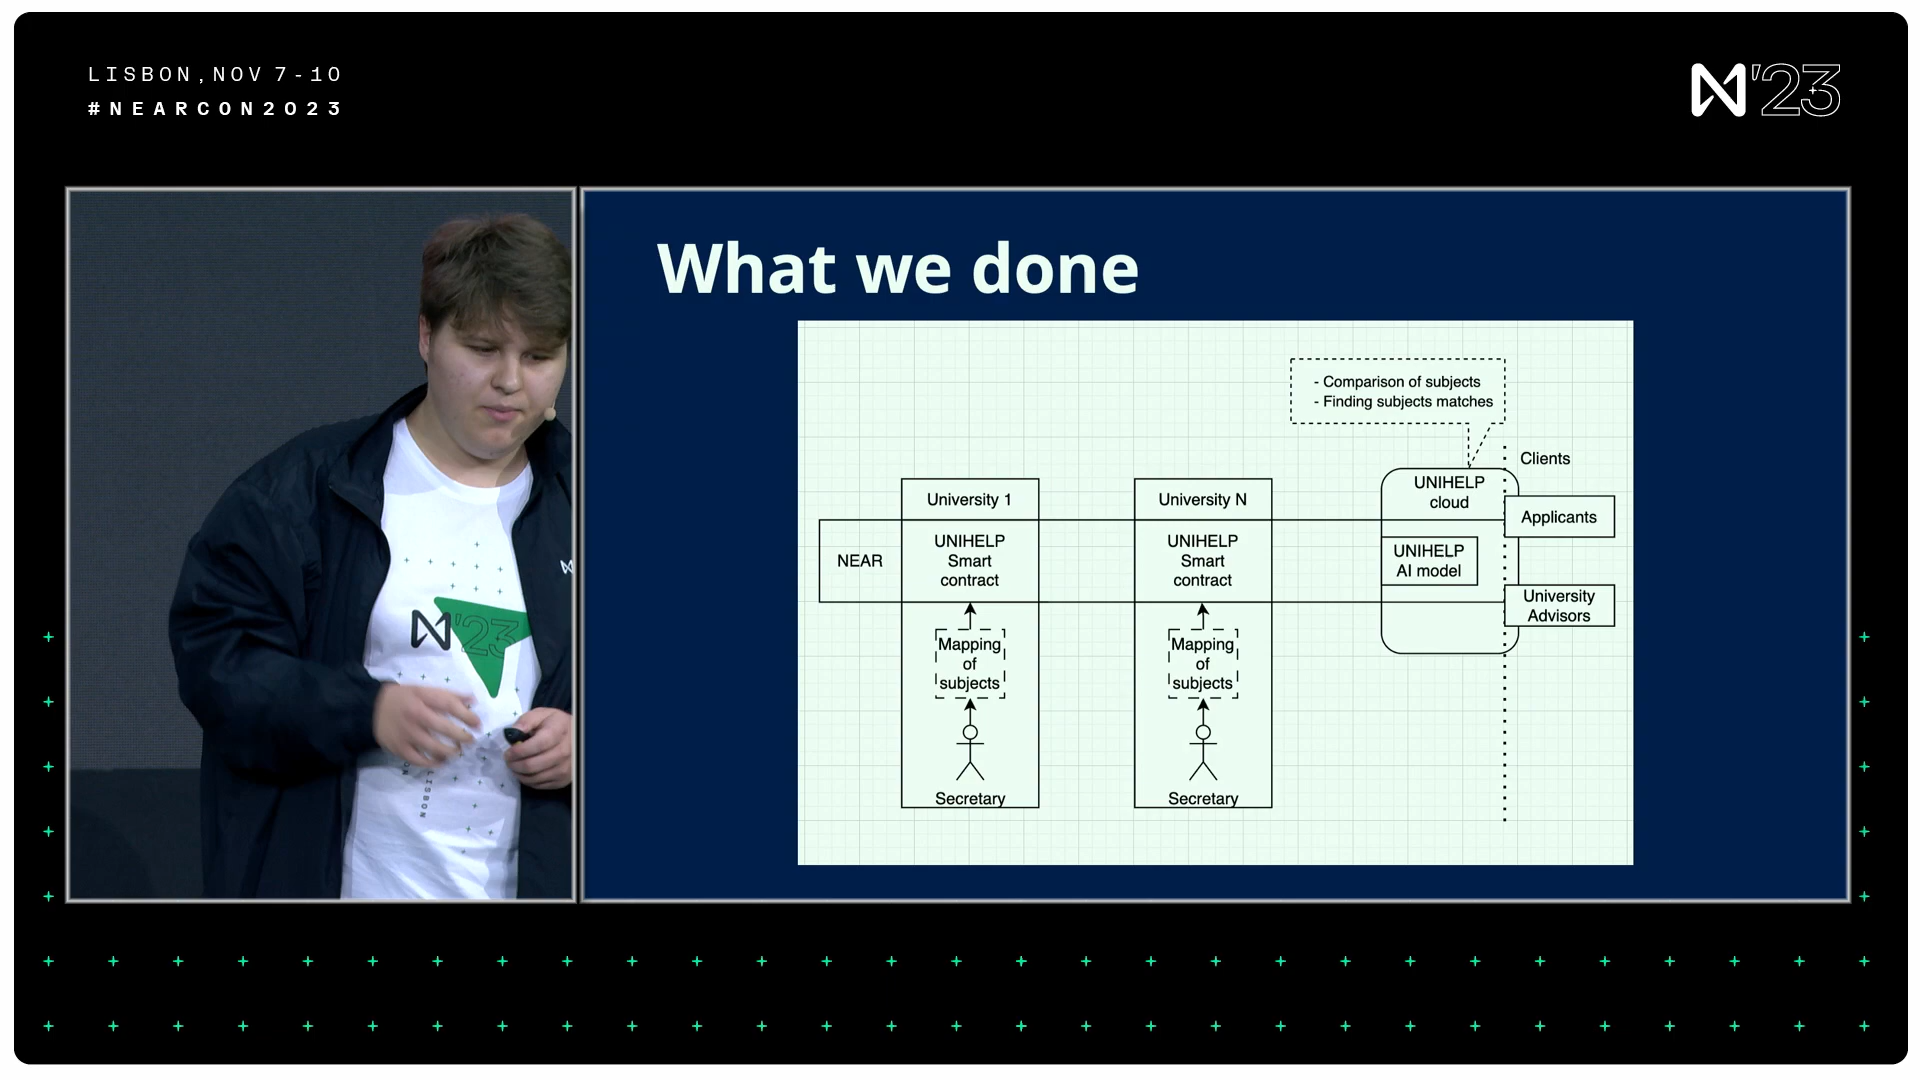 LISBON, NOV 7-10
#NEARCON2023
N'23
What we done
- Comparison of subjects
- Finding subjects matches
Clients
University 1
University N
UNIHELP
cloud
Applicants
NEAR
UNIHELP
Smart
contract
UNIHELP
Smart
contract
UNIHELP
AI model
University
Advisors
Mapping
of
subjects
Mapping
of
subjects
Secretary
Secretary
N'23
LISBON